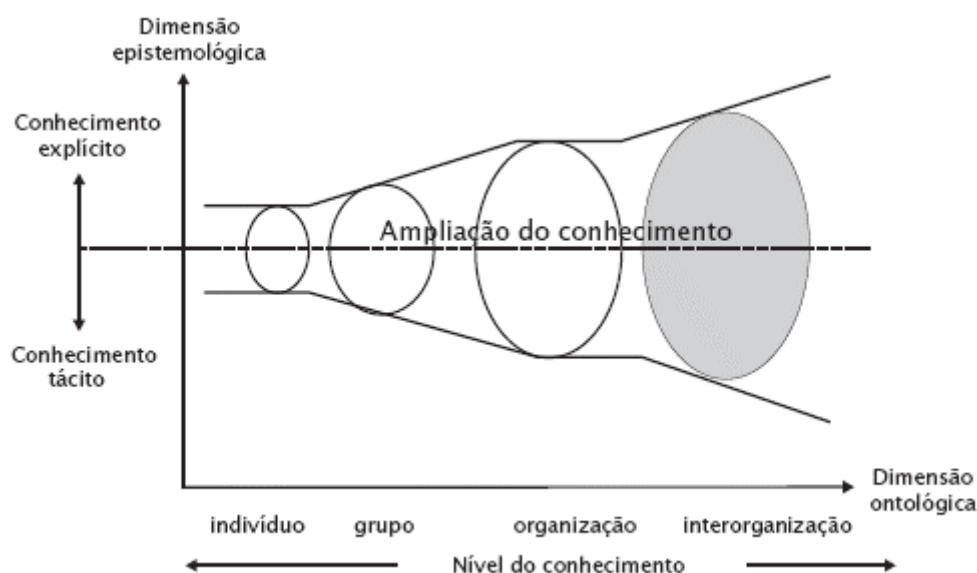 Dimensão
epistemológica
Conhecimento
explícito
Ampliação do conhecimento
Conhecimento
tácito
Dimensão
ontológica
indivíduo
grupo
organização
interorganização
Nível do conhecimento